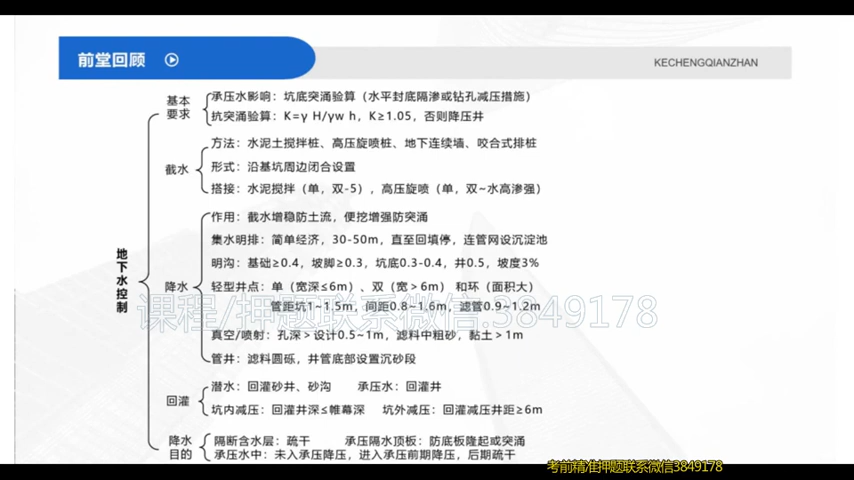 前堂回顾
KECHENGQIANZHAN
地下水控制
基本要求
承压水影响：坑底突涌验算（水平封底隔渗或钻孔减压措施）
抗突涌验算：K=γ H/γw h，K≥1.05，否则降压井
截水
方法：水泥土搅拌桩、高压旋喷桩、地下连续墙、咬合式排桩
形式：沿基坑周边闭合设置
搭接：水泥搅拌（单，双-5），高压旋喷（单，双~水高渗强）
降水
作用：截水增稳防土流，便挖增强防突涌
集水明排：简单经济，30-50m，直至回填停，连管网设沉淀池
明沟：基础≥0.4，坡脚≥0.3，坑底0.3-0.4，井0.5，坡度3%
轻型井点：单（宽深≤6m）、双（宽＞6m） 和环（面积大）
管距坑1~1.5m，间距0.8~1.6m，滤管0.9~1.2m
真空/喷射：孔深＞设计0.5~1m，滤料中粗砂，黏土＞1m
管井：滤料圆砾，井管底部设置沉砂段
回灌
潜水：回灌砂井、砂沟 承压水：回灌井
坑内减压：回灌井深≤帷幕深 坑外减压：回灌减压井距≥6m
降水目的
隔断含水层：疏干 承压隔水顶板：防底板隆起或突涌
承压水中：未入承压降压，进入承压前期降压，后期疏干
课程/押题联系微信:3849178
考前精准押题联系微信3849178